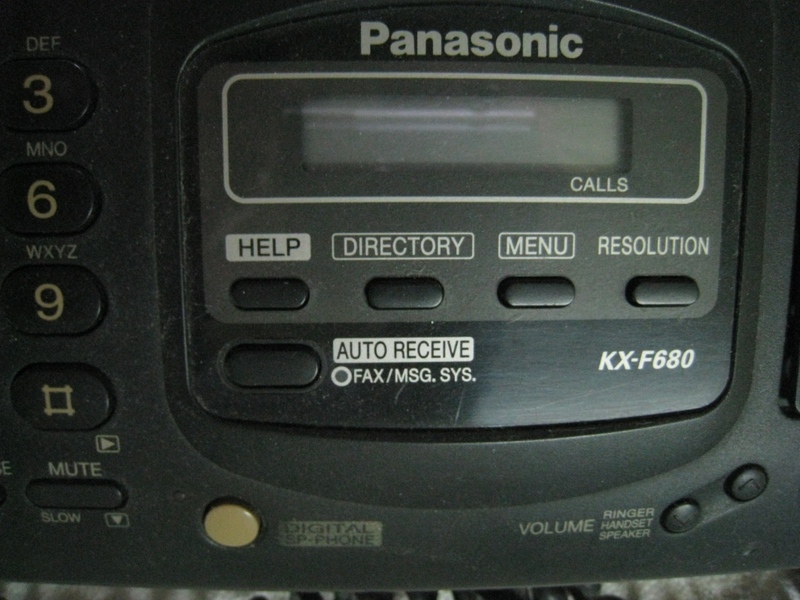 Panasonic
DEF
3
CALLS
MNO
6
HELP DIRECTORY MENU RESOLUTION
WXYZ
9
AUTO RECEIVE
FAX/MSG. SYS.
KX-F680
MUTE
SLOW
DIGITAL
SP-PHONE
VOLUME
RINGER
HANDSET
SPEAKER